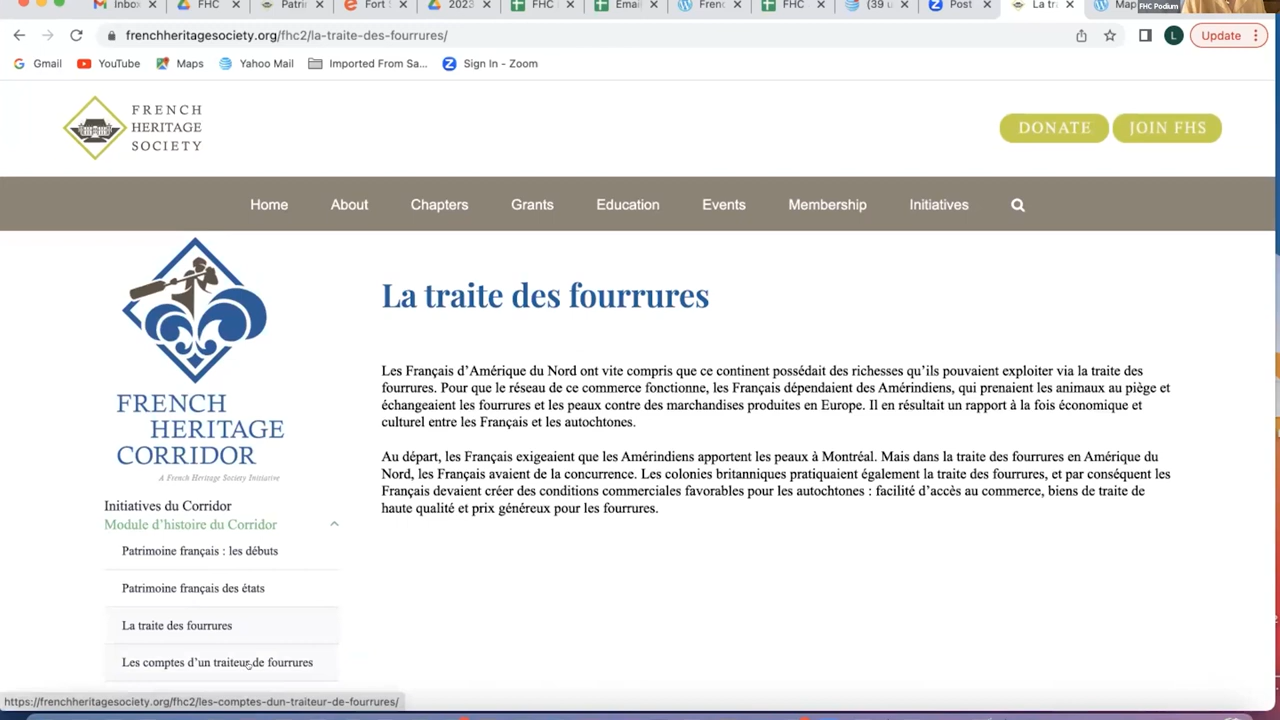 Inbo FHC Patri Fort 2023 FHC Email Frenc FHC (39 u Post La tra Map FHC Podium
frenchheritagesociety.org/fhc2/la-traite-des-fourrures/ L Update
Gmail YouTube Maps Yahoo Mail Imported From Sa... Sign In - Zoom
FRENCH
HERITAGE
SOCIETY
DONATE JOIN FHS
Home About Chapters Grants Education Events Membership Initiatives
FRENCH
HERITAGE
CORRIDOR
A French Heritage Society Initiative
Initiatives du Corridor
Module d'histoire du Corridor
Patrimoine français : les débuts
Patrimoine français des états
La traite des fourrures
Les comptes d'un traiteur de fourrures
La traite des fourrures
Les Français d'Amérique du Nord ont vite compris que ce continent possédait des richesses qu'ils pouvaient exploiter via la traite des
fourrures. Pour que le réseau de ce commerce fonctionne, les Français dépendaient des Amérindiens, qui prenaient les animaux au piège et
échangeaient les fourrures et les peaux contre des marchandises produites en Europe. Il en résultait un rapport à la fois économique et
culturel entre les Français et les autochtones.
Au départ, les Français exigeaient que les Amérindiens apportent les peaux à Montréal. Mais dans la traite des fourrures en Amérique du
Nord, les Français avaient de la concurrence. Les colonies britanniques pratiquaient également la traite des fourrures, et par conséquent les
Français devaient créer des conditions commerciales favorables pour les autochtones : facilité d'accès au commerce, biens de traite de
haute qualité et prix généreux pour les fourrures.
https://frenchheritagesociety.org/fhc2/les-comptes-dun-traiteur-de-fourrures/